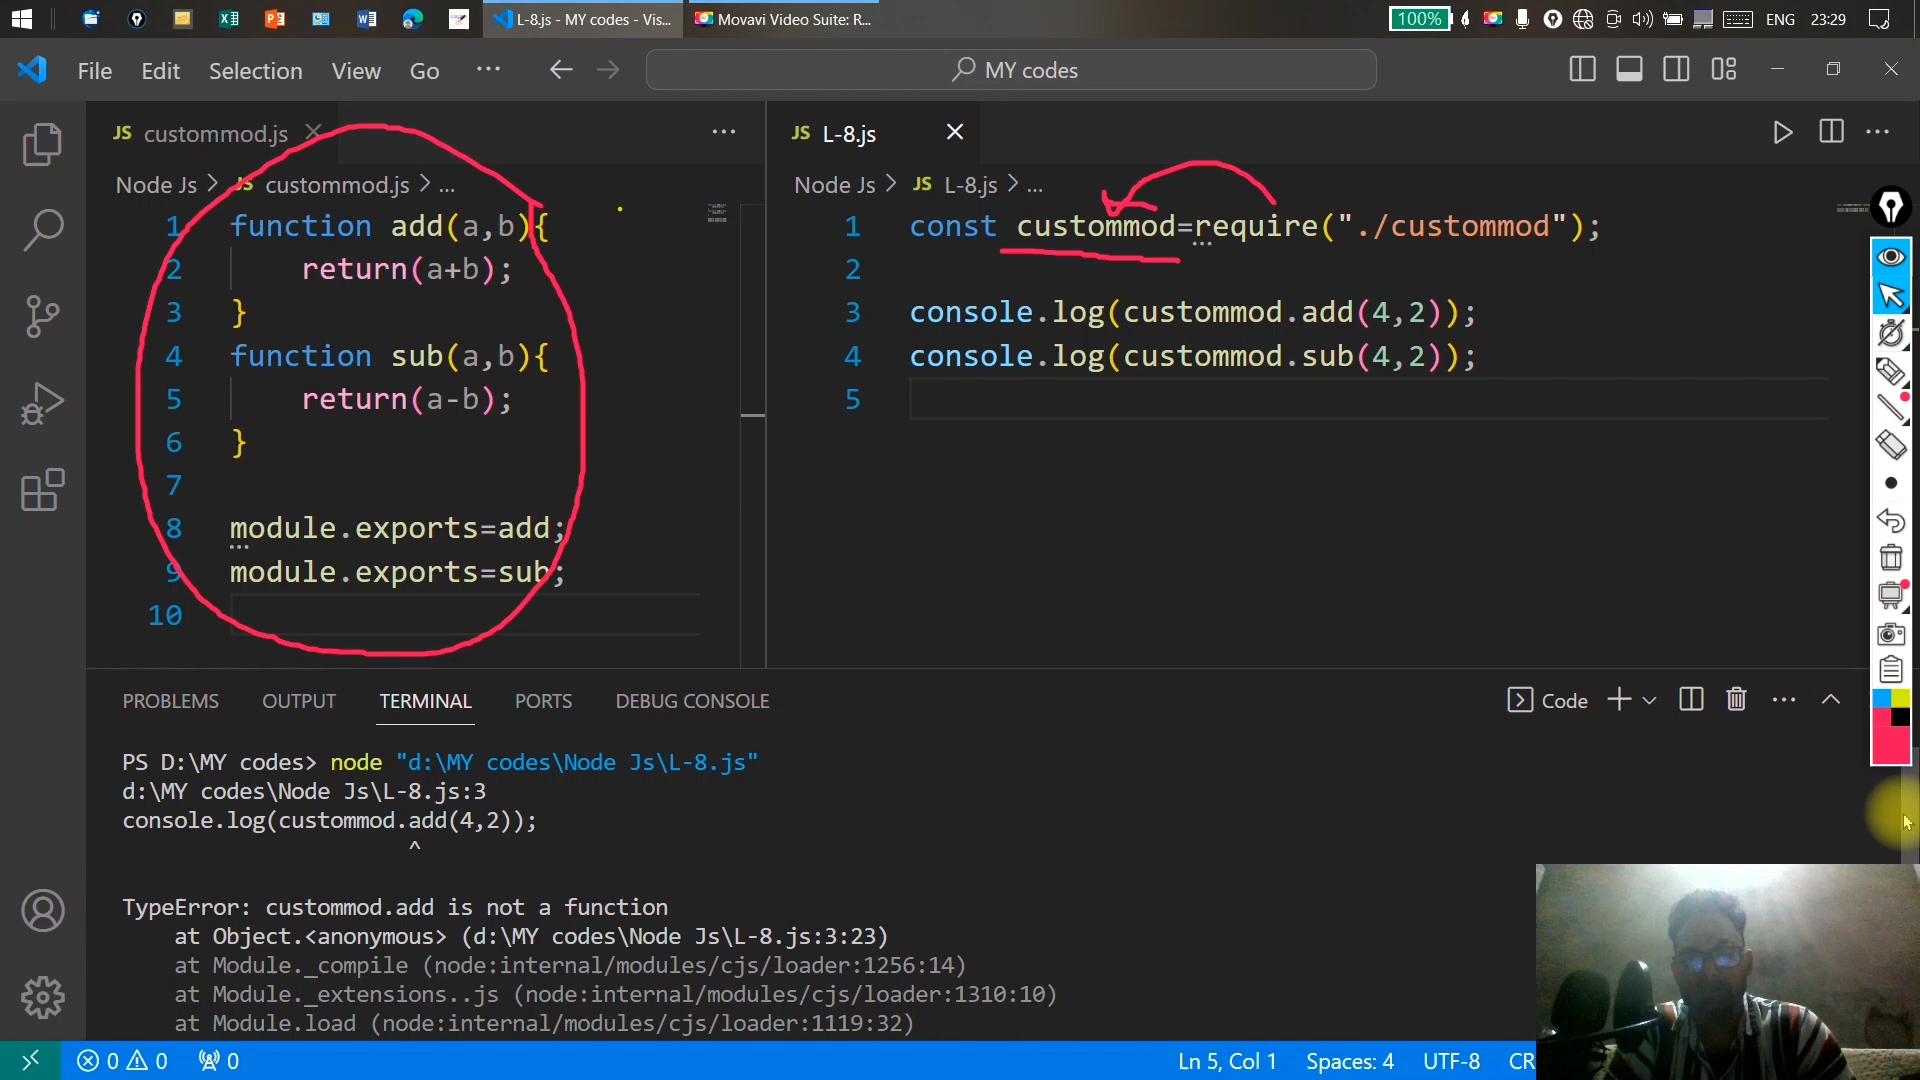 L-8.js - MY codes - Vis...
Movavi Video Suite: R...
100%
ENG
23:29
File Edit Selection View Go ...
MY codes
JS custommod.js
Node Js > JS custommod.js > ...
1 function add(a,b){
2 return(a+b);
3 }
4 function sub(a,b){
5 return(a-b);
6 }
7
8 module.exports=add;
9 module.exports=sub;
10
JS L-8.js
Node Js > JS L-8.js > ...
1 const custommod=require("./custommod");
2
3 console.log(custommod.add(4,2));
4 console.log(custommod.sub(4,2));
5
PROBLEMS OUTPUT TERMINAL PORTS DEBUG CONSOLE
Code
PS D:\MY codes> node "d:\MY codes\Node Js\L-8.js"
d:\MY codes\Node Js\L-8.js:3
console.log(custommod.add(4,2));
^
TypeError: custommod.add is not a function
at Object.<anonymous> (d:\MY codes\Node Js\L-8.js:3:23)
at Module._compile (node:internal/modules/cjs/loader:1256:14)
at Module._extensions..js (node:internal/modules/cjs/loader:1310:10)
at Module.load (node:internal/modules/cjs/loader:1119:32)
0 0 0
Ln 5, Col 1 Spaces: 4 UTF-8 CR